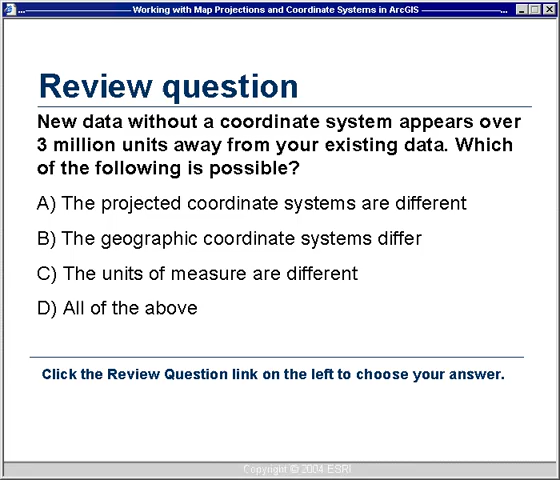 Working with Map Projections and Coordinate Systems in ArcGIS
Review question
New data without a coordinate system appears over
3 million units away from your existing data. Which
of the following is possible?
A) The projected coordinate systems are different
B) The geographic coordinate systems differ
C) The units of measure are different
D) All of the above
Click the Review Question link on the left to choose your answer.
Copyright © 2004 ESRI